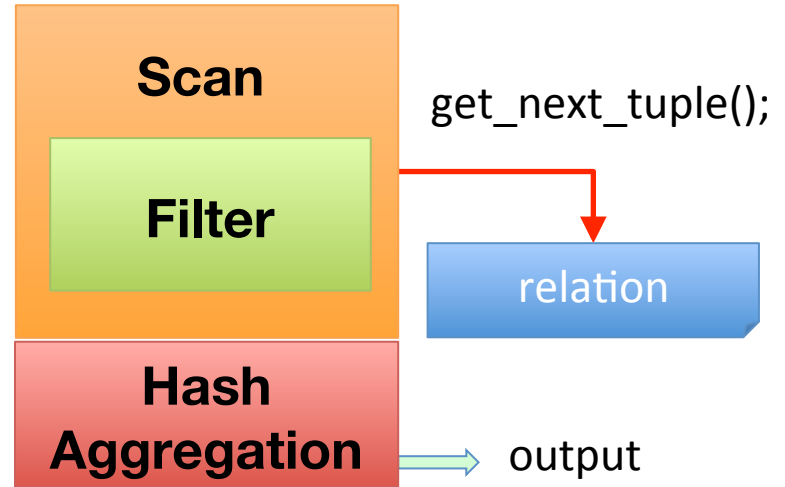 Scan
get_next_tuple();
Filter
relation
Hash
Aggregation
output